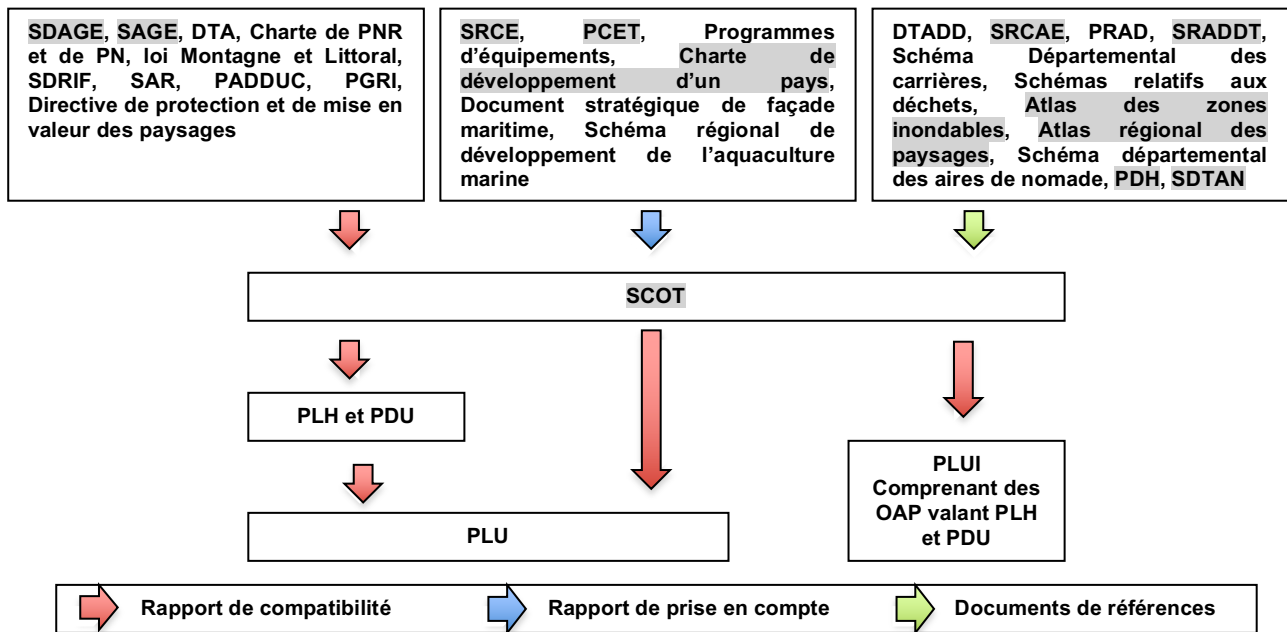 SDAGE, SAGE, DTA, Charte de PNR
et de PN, loi Montagne et Littoral,
SDRIF, SAR, PADDUC, PGRI,
Directive de protection et de mise en
valeur des paysages
SRCE, PCET, Programmes
d'équipements, Charte de
développement d'un pays,
Document stratégique de façade
maritime, Schéma régional de
développement de l'aquaculture
marine
DTADD, SRCAE, PRAD, SRADDT,
Schéma Départemental des
carrières, Schémas relatifs aux
déchets, Atlas des zones
inondables, Atlas régional des
paysages, Schéma départemental
des aires de nomade, PDH, SDTAN
SCOT
PLH et PDU
PLU
PLUI
Comprenant des
OAP valant PLH
et PDU
Rapport de compatibilité
Rapport de prise en compte
Documents de références